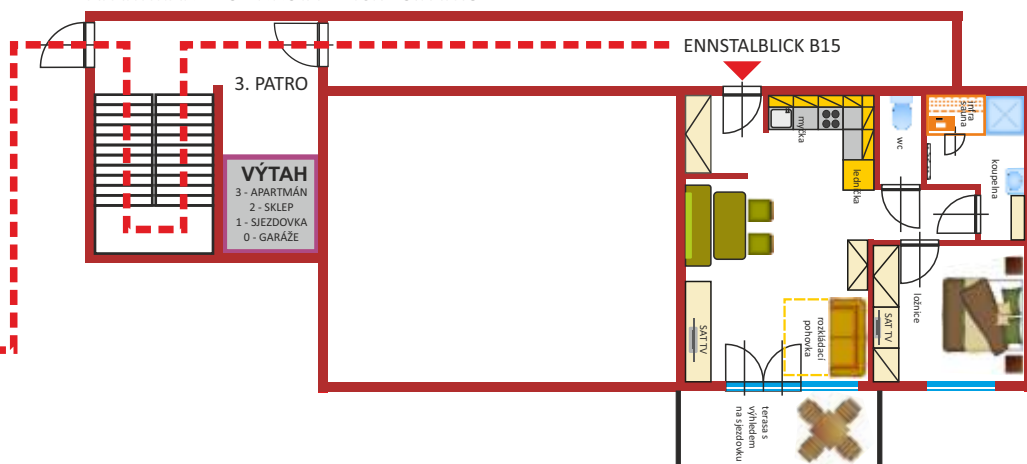 ENNSTALBLICK B15
3. PATRO
VÝTAH
3 - APARTMÁN
2 - SKLEP
1 - SJEZDOVKA
0 - GARÁŽE
myčka
lednička
wc
infra
sauna
koupelna
ložnice
SAT TV
SAT TV
rozkládací
pohovka
terasa s
výhledem
na sjezdovku